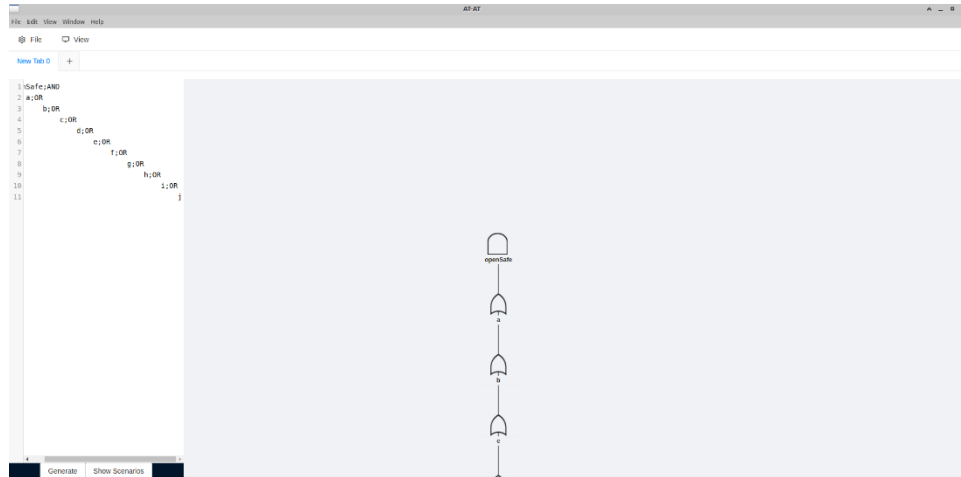 AT-AT
File Edit View Window Help
File View
New Tab 0 +
1 nSafe;AND
2 a;OR
3 b;OR
4 c;OR
5 d;OR
6 e;OR
7 f;OR
8 g;OR
9 h;OR
10 i;OR
11 j
openSafe
a
b
c
Generate Show Scenarios